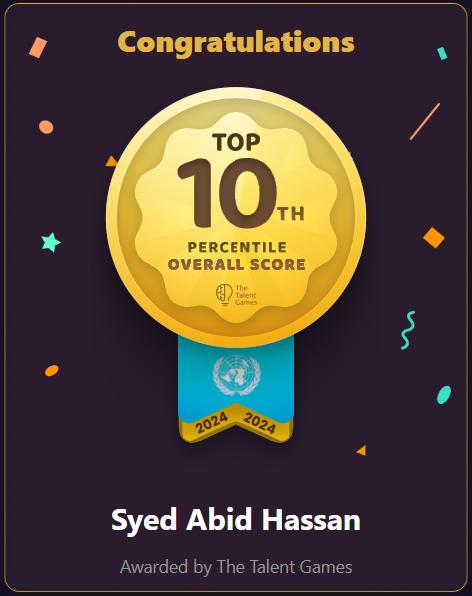 Congratulations
TOP
10TH
PERCENTILE
OVERALL SCORE
The
Talent
Games
2024 2024
Syed Abid Hassan
Awarded by The Talent Games